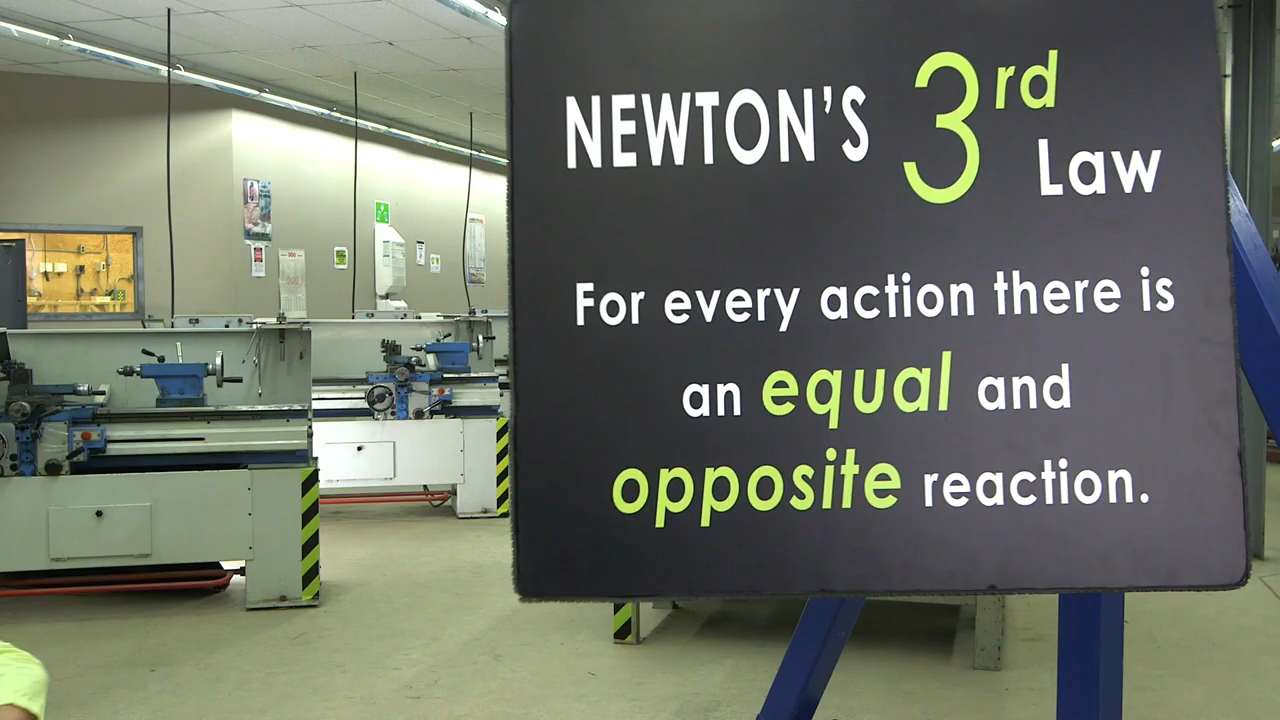 NEWTON'S 3rd Law
For every action there is
an equal and
opposite reaction.